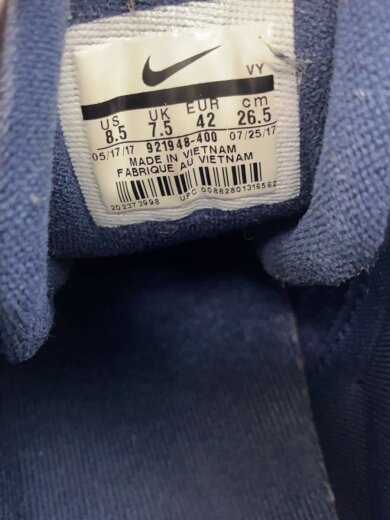 VY
US UK EUR cm
8.5 7.5 42 26.5
05/17/17 921948-400 07/25/17
MADE IN VIETNAM
FABRIQUE AU VIETNAM
202373998 UPC 00882801316562